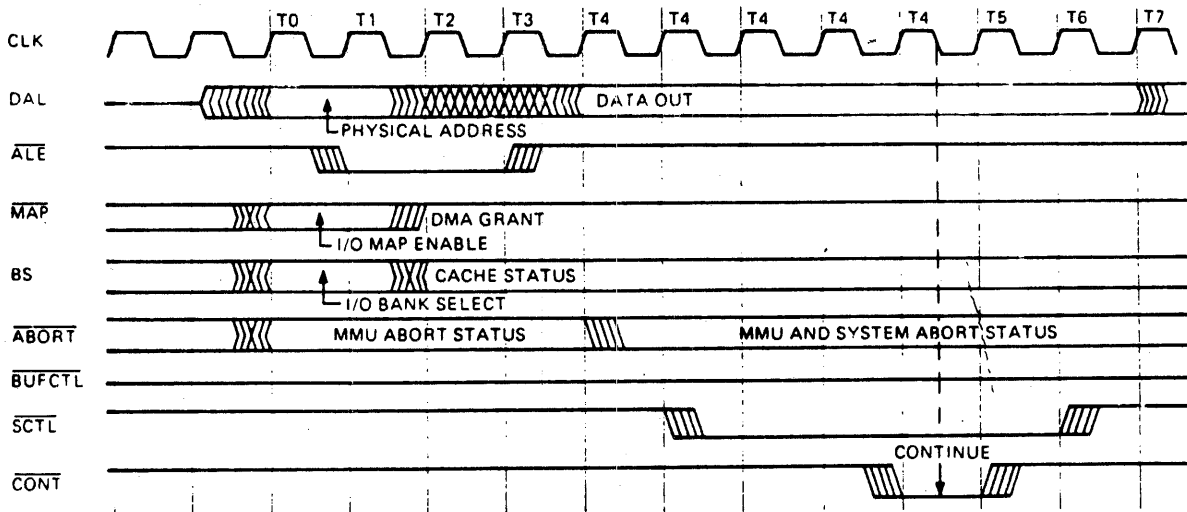 T0 T1 T2 T3 T4 T4 T4 T4 T4 T5 T6 T7
CLK
DAL
DATA OUT
PHYSICAL ADDRESS
ALE
MAP
DMA GRANT
I/O MAP ENABLE
BS
CACHE STATUS
I/O BANK SELECT
ABORT
MMU ABORT STATUS
MMU AND SYSTEM ABORT STATUS
BUFCTL
SCTL
CONTINUE
CONT